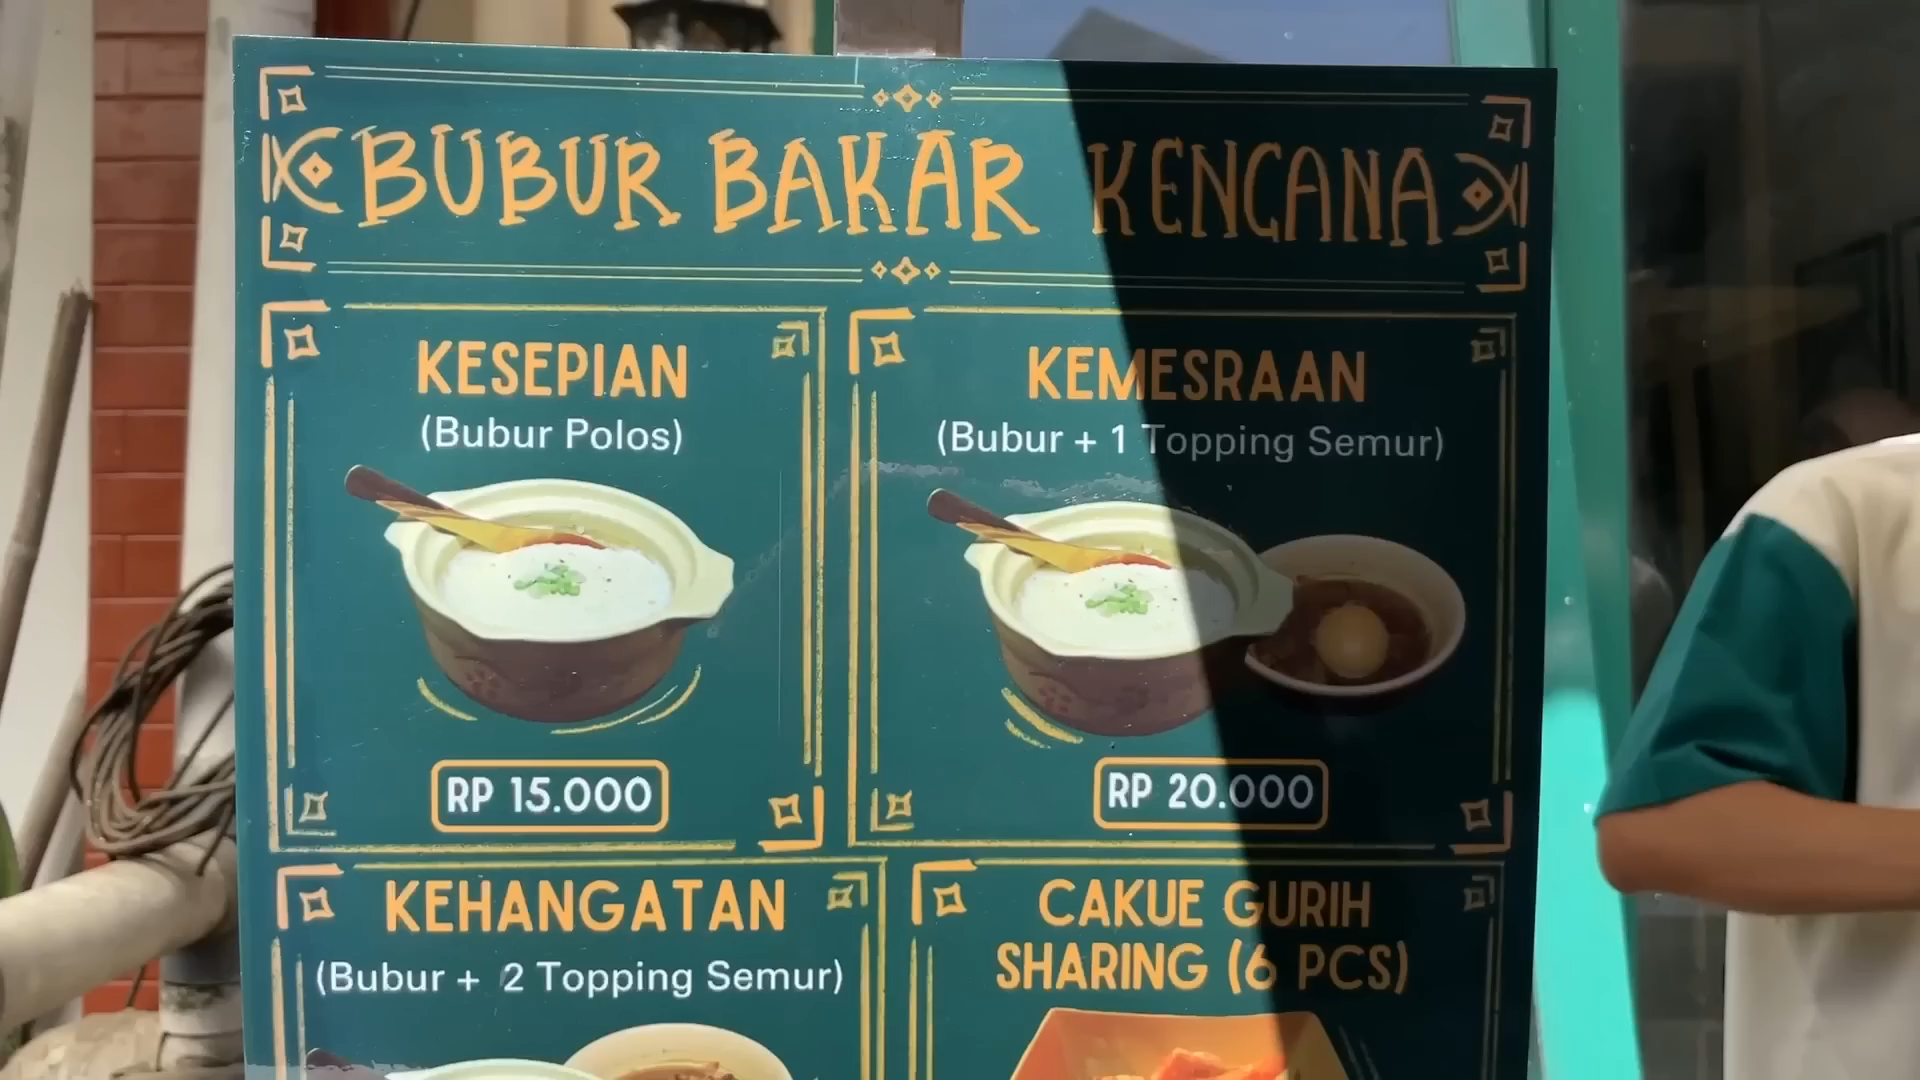 BUBUR BAKAR KENCANA
KESEPIAN
(Bubur Polos)
RP 15.000
KEMESRAAN
(Bubur + 1 Topping Semur)
RP 20.000
KEHANGATAN
(Bubur + 2 Topping Semur)
CAKUE GURIH
SHARING (6 PCS)